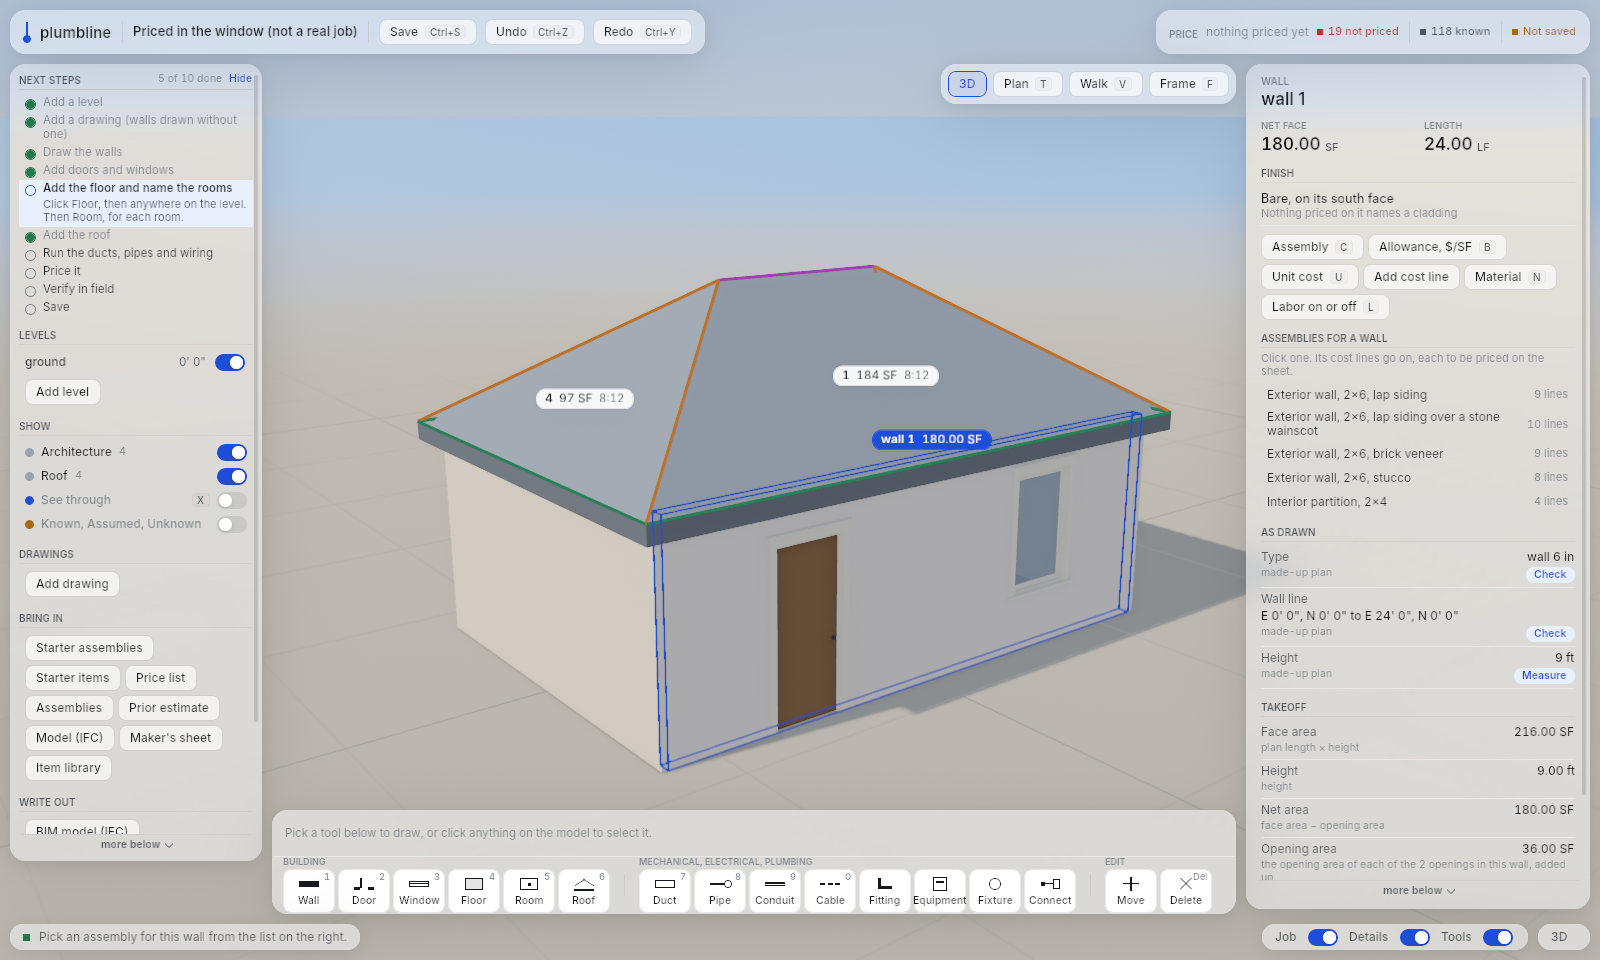 plumbline
Priced in the window (not a real job)
Save Ctrl+S
Undo Ctrl+Z
Redo Ctrl+Y
PRICE nothing priced yet
19 not priced
118 known
Not saved
NEXT STEPS
5 of 10 done Hide
Add a level
Add a drawing (walls drawn without
one)
Draw the walls
Add doors and windows
Add the floor and name the rooms
Click Floor, then anywhere on the level.
Then Room, for each room.
Add the roof
Run the ducts, pipes and wiring
Price it
Verify in field
Save
LEVELS
ground 0' 0"
Add level
SHOW
Architecture 4
Roof 4
See through X
Known, Assumed, Unknown
DRAWINGS
Add drawing
BRING IN
Starter assemblies
Starter items
Price list
Assemblies
Prior estimate
Model (IFC)
Maker's sheet
Item library
WRITE OUT
BIM model (IFC)
more below
3D
Plan T
Walk V
Frame F
4 97 SF 8:12
1 184 SF 8:12
wall 1 180.00 SF
Pick a tool below to draw, or click anything on the model to select it.
BUILDING
1 Wall
2 Door
3 Window
4 Floor
5 Room
6 Roof
MECHANICAL, ELECTRICAL, PLUMBING
7 Duct
8 Pipe
9 Conduit
0 Cable
Fitting
Equipment
Fixture
Connect
EDIT
Move
Del Delete
WALL
wall 1
NET FACE
180.00 SF
LENGTH
24.00 LF
FINISH
Bare, on its south face
Nothing priced on it names a cladding
Assembly C
Allowance, $/SF B
Unit cost U
Add cost line
Material N
Labor on or off L
ASSEMBLIES FOR A WALL
Click one. Its cost lines go on, each to be priced on the
sheet.
Exterior wall, 2×6, lap siding 9 lines
Exterior wall, 2×6, lap siding over a stone
wainscot 10 lines
Exterior wall, 2×6, brick veneer 9 lines
Exterior wall, 2×6, stucco 8 lines
Interior partition, 2×4 4 lines
AS DRAWN
Type wall 6 in
made-up plan Check
Wall line
E 0' 0", N 0' 0" to E 24' 0", N 0' 0"
made-up plan Check
Height 9 ft
made-up plan Measure
TAKEOFF
Face area 216.00 SF
plan length × height
Height 9.00 ft
height
Net area 180.00 SF
face area − opening area
Opening area 36.00 SF
the opening area of each of the 2 openings in this wall, added
up
more below
Pick an assembly for this wall from the list on the right.
Job
Details
Tools
3D